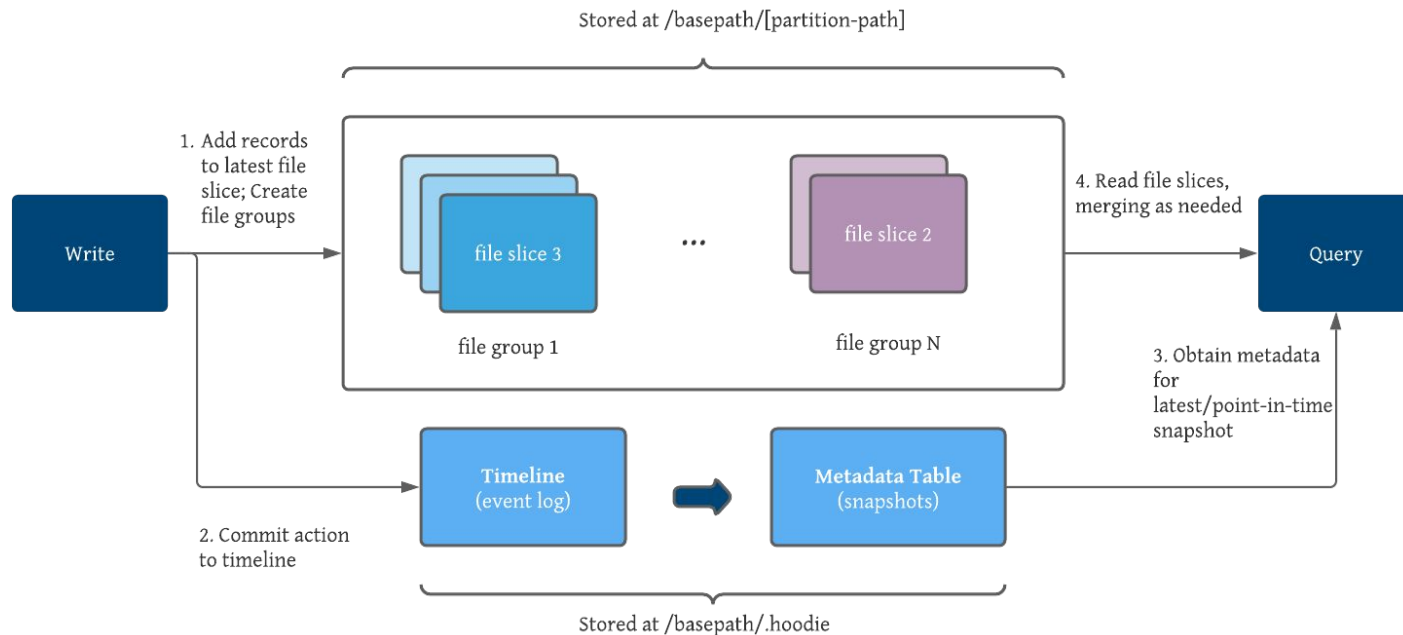 Stored at /basepath/[partition-path]
1. Add records
to latest file
slice; Create
file groups
Write
file slice 3
...
file slice 2
file group 1
file group N
4. Read file slices,
merging as needed
Query
3. Obtain metadata
for
latest/point-in-time
snapshot
Timeline
(event log)
Metadata Table
(snapshots)
2. Commit action
to timeline
Stored at /basepath/.hoodie